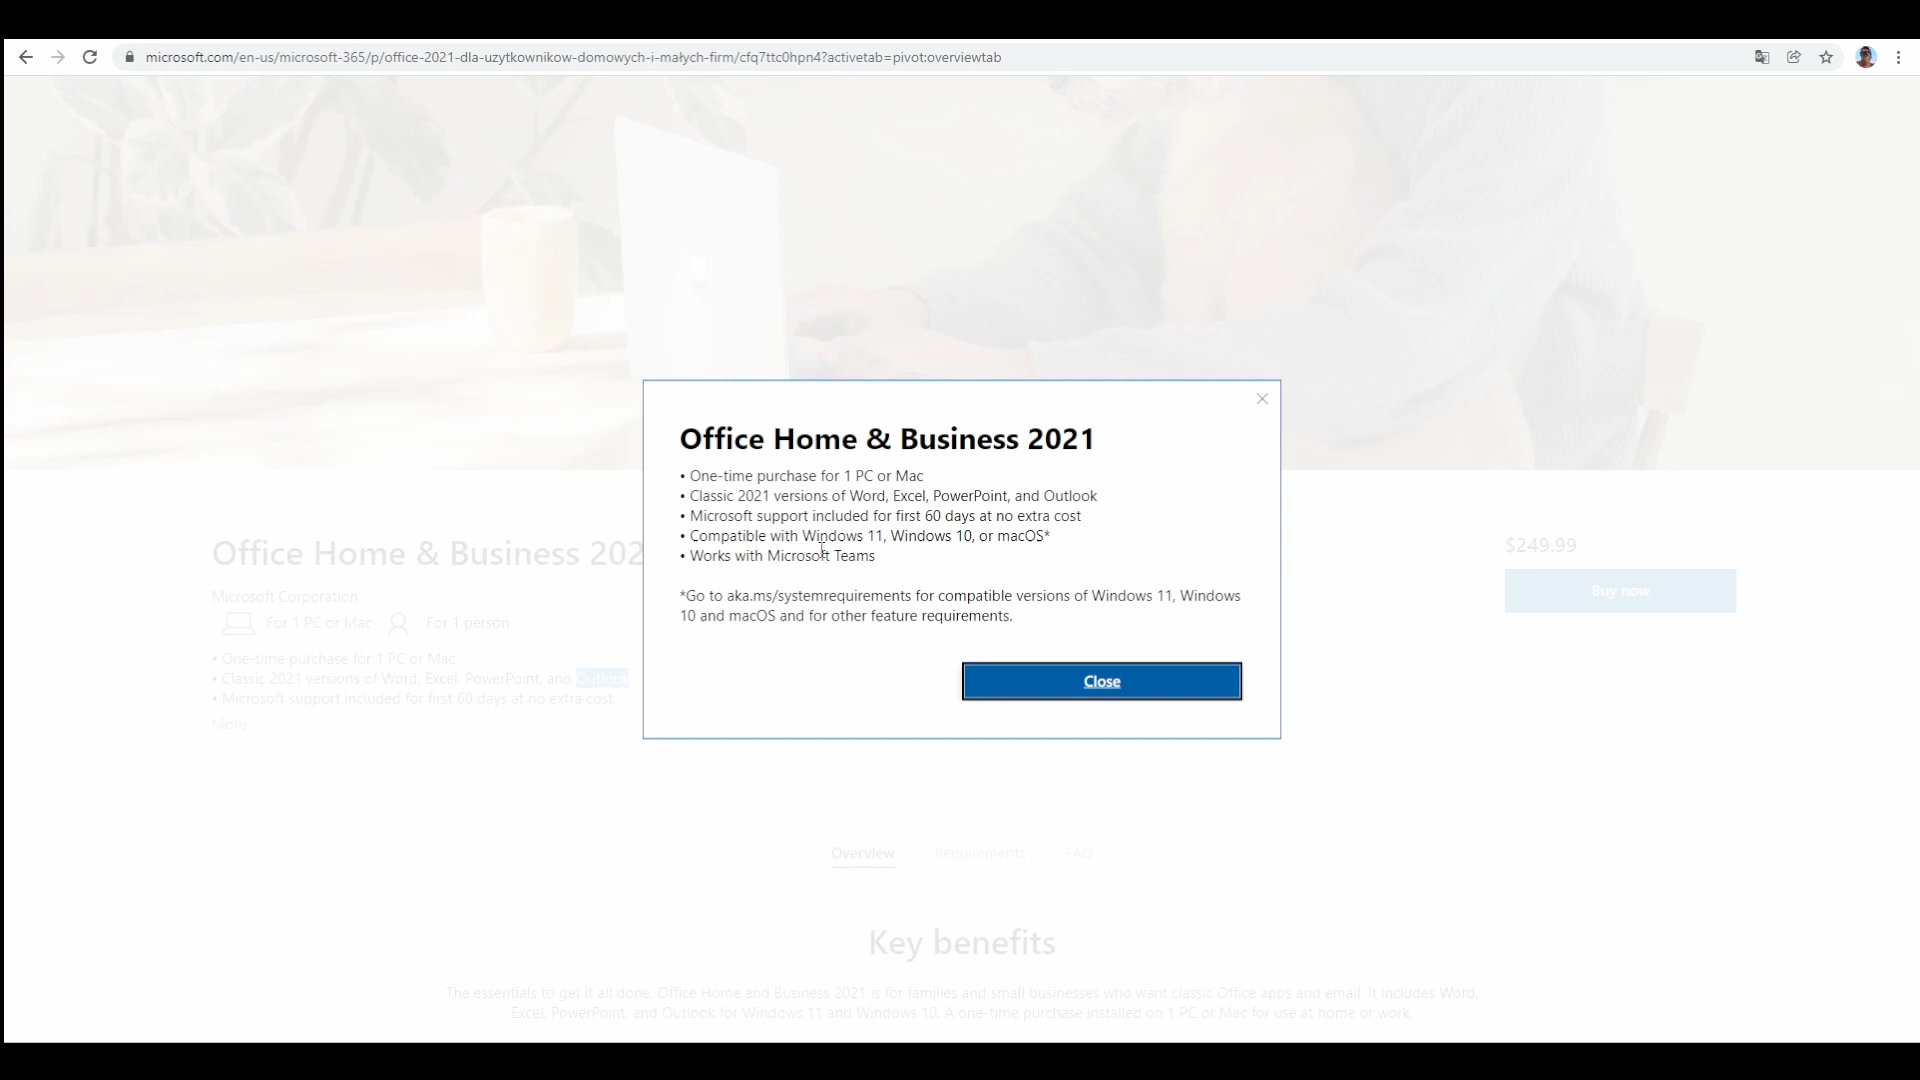 microsoft.com/en-us/microsoft-365/p/office-2021-dla-uzytkownikow-domowych-i-małych-firm/cfq7ttc0hpn4?activetab=pivot:overviewtab
Office Home & Business 2021
• One-time purchase for 1 PC or Mac
• Classic 2021 versions of Word, Excel, PowerPoint, and Outlook
• Microsoft support included for first 60 days at no extra cost
• Compatible with Windows 11, Windows 10, or macOS*
• Works with Microsoft Teams
*Go to aka.ms/systemrequirements for compatible versions of Windows 11, Windows
10 and macOS and for other feature requirements.
Close
Office Home & Business 202
Microsoft Corporation
For 1 PC or Mac
For 1 person
• One-time purchase for 1 PC or Mac
• Classic 2021 versions of Word, Excel, PowerPoint, and Outlook
• Microsoft support included for first 60 days at no extra cost
More
$249.99
Buy now
Overview
Requirements
FAQ
Key benefits
The essentials to get it all done. Office Home and Business 2021 is for families and small businesses who want classic Office apps and email. It includes Word,
Excel, PowerPoint, and Outlook for Windows 11 and Windows 10. A one-time purchase installed on 1 PC or Mac for use at home or work.